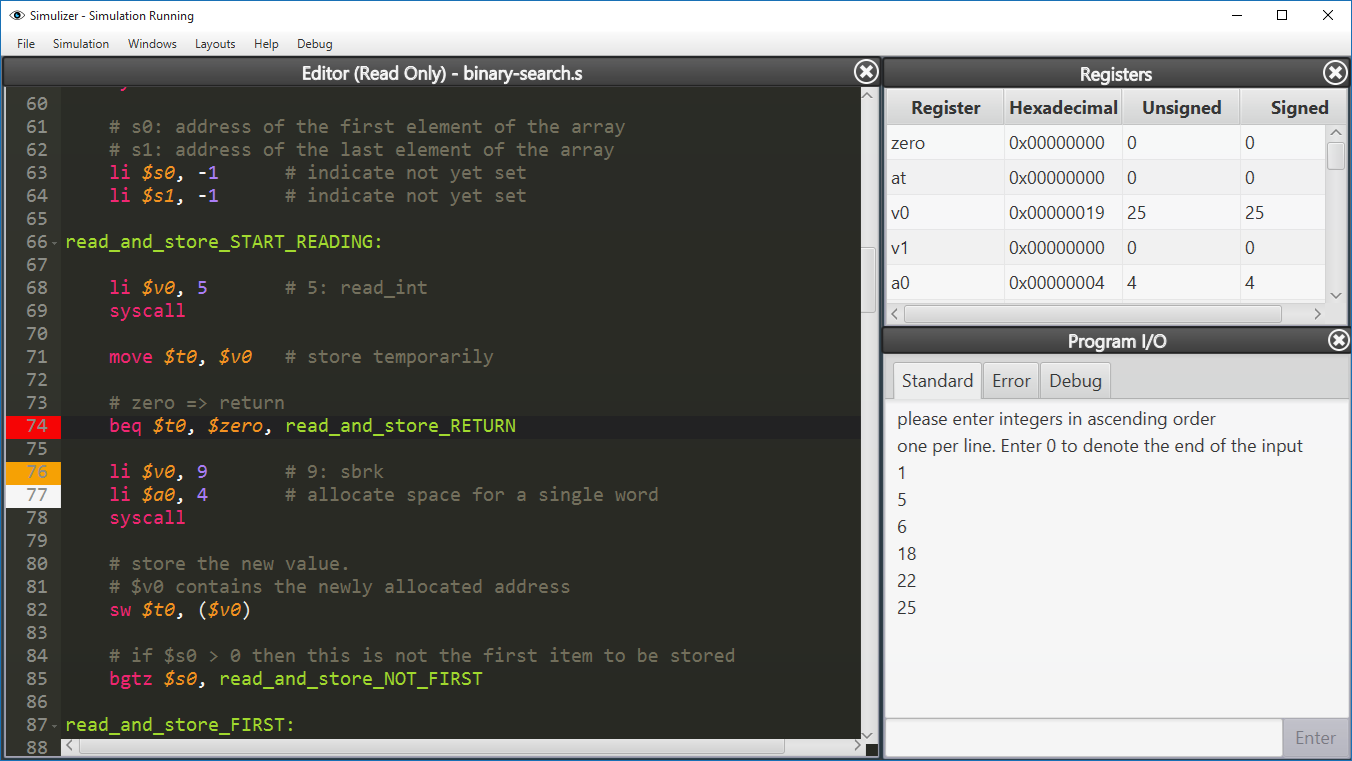 Simulizer - Simulation Running
File Simulation Windows Layouts Help Debug
Editor (Read Only) - binary-search.s
60
61 # s0: address of the first element of the array
62 # s1: address of the last element of the array
63 li $s0, -1 # indicate not yet set
64 li $s1, -1 # indicate not yet set
65
66 read_and_store_START_READING:
67
68 li $v0, 5 # 5: read_int
69 syscall
70
71 move $t0, $v0 # store temporarily
72
73 # zero => return
74 beq $t0, $zero, read_and_store_RETURN
75
76 li $v0, 9 # 9: sbrk
77 li $a0, 4 # allocate space for a single word
78 syscall
79
80 # store the new value.
81 # $v0 contains the newly allocated address
82 sw $t0, ($v0)
83
84 # if $s0 > 0 then this is not the first item to be stored
85 bgtz $s0, read_and_store_NOT_FIRST
86
87 read_and_store_FIRST:
88
Registers
Register Hexadecimal Unsigned Signed
zero 0x00000000 0 0
at 0x00000000 0 0
v0 0x00000019 25 25
v1 0x00000000 0 0
a0 0x00000004 4 4
Program I/O
Standard Error Debug
please enter integers in ascending order
one per line. Enter 0 to denote the end of the input
1
5
6
18
22
25
Enter